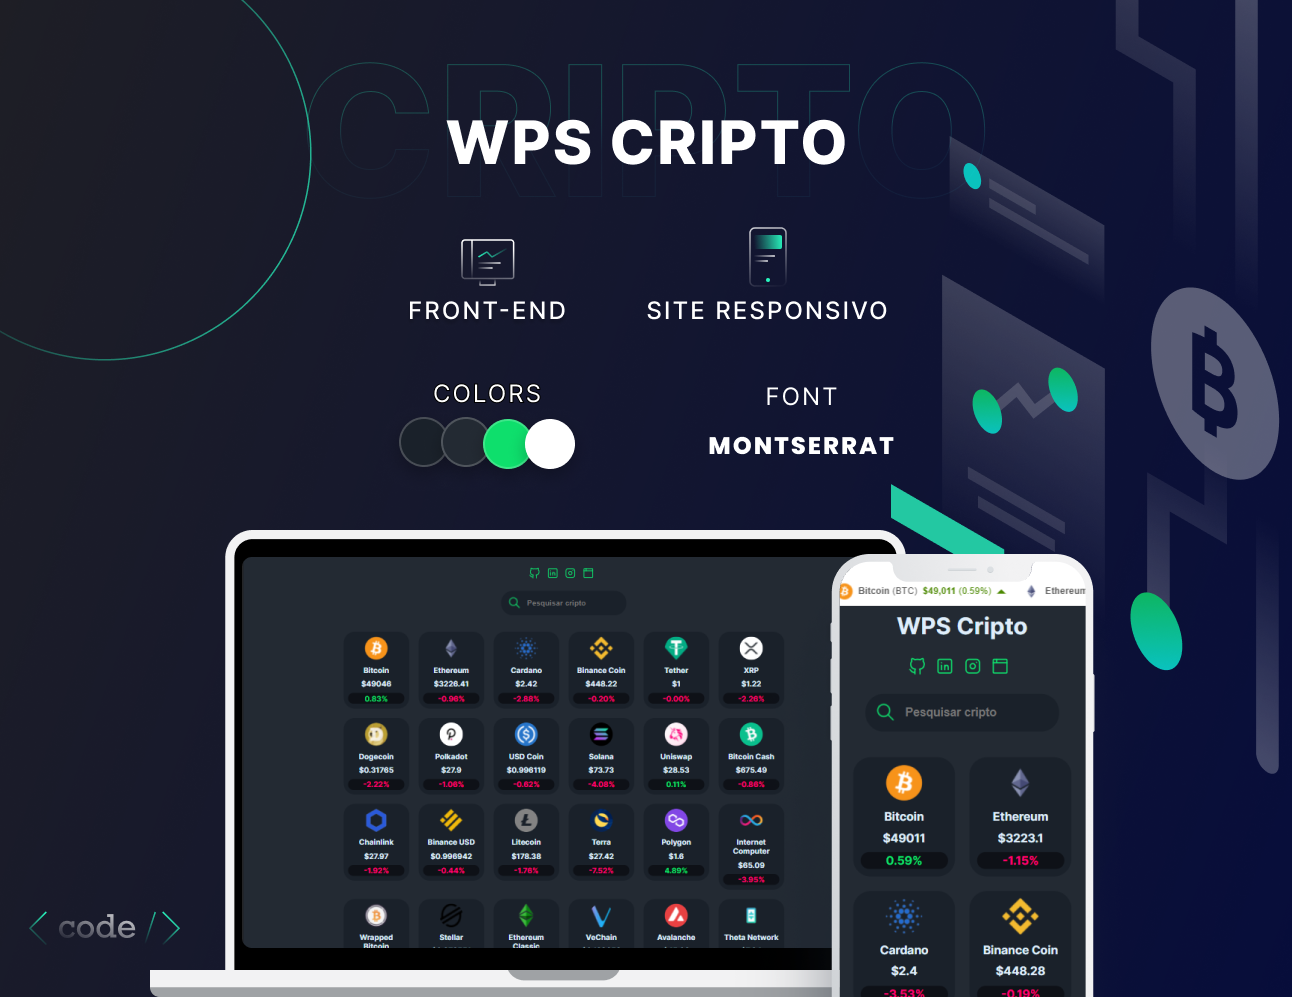 CRIPTO
WPS CRIPTO
FRONT-END
SITE RESPONSIVO
COLORS
FONT
MONTSERRAT
Pesquisar cripto
Bitcoin
$49046
0.83%
Ethereum
$3226.41
-0.96%
Cardano
$2.42
-2.88%
Binance Coin
$448.22
-0.20%
Tether
$1
-0.00%
XRP
$1.22
-2.26%
Dogecoin
$0.31765
-2.22%
Polkadot
$27.9
-1.06%
USD Coin
$0.996119
-0.62%
Solana
$73.73
-4.08%
Uniswap
$28.53
0.11%
Bitcoin Cash
$675.49
-0.86%
Chainlink
$27.97
-1.92%
Binance USD
$0.996942
-0.44%
Litecoin
$178.38
-1.76%
Terra
$27.42
-7.52%
Polygon
$1.6
4.89%
Internet
Computer
$65.09
-3.95%
Wrapped
Bitcoin
Stellar
Ethereum
Classic
VeChain
Avalanche
Theta Network
Bitcoin (BTC) $49,011 (0.59%)
Ethereum
WPS Cripto
Pesquisar cripto
Bitcoin
$49011
0.59%
Ethereum
$3223.1
-1.15%
Cardano
$2.4
-3.53%
Binance Coin
$448.28
-0.19%
< code />